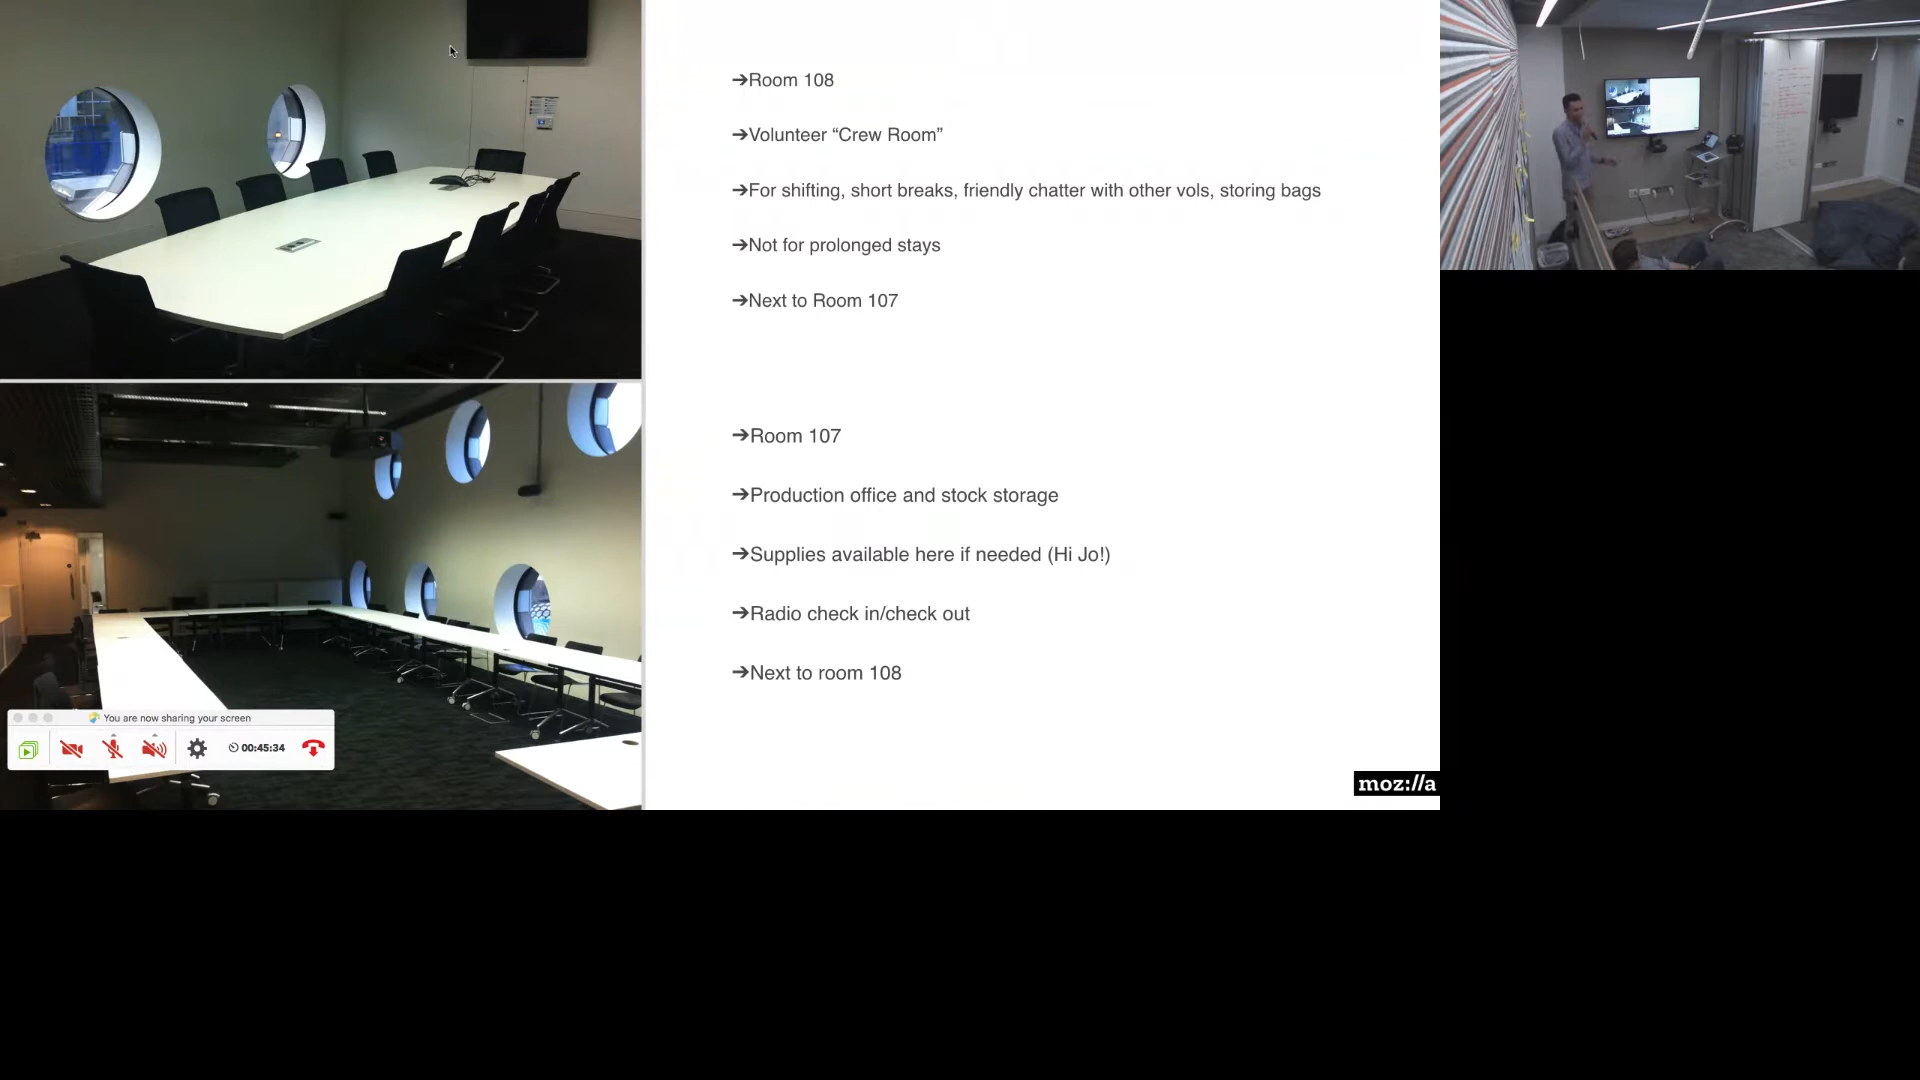 ➔Room 108
➔Volunteer “Crew Room”
➔For shifting, short breaks, friendly chatter with other vols, storing bags
➔Not for prolonged stays
➔Next to Room 107
➔Room 107
➔Production office and stock storage
➔Supplies available here if needed (Hi Jo!)
➔Radio check in/check out
➔Next to room 108
You are now sharing your screen
00:45:34
moz://a